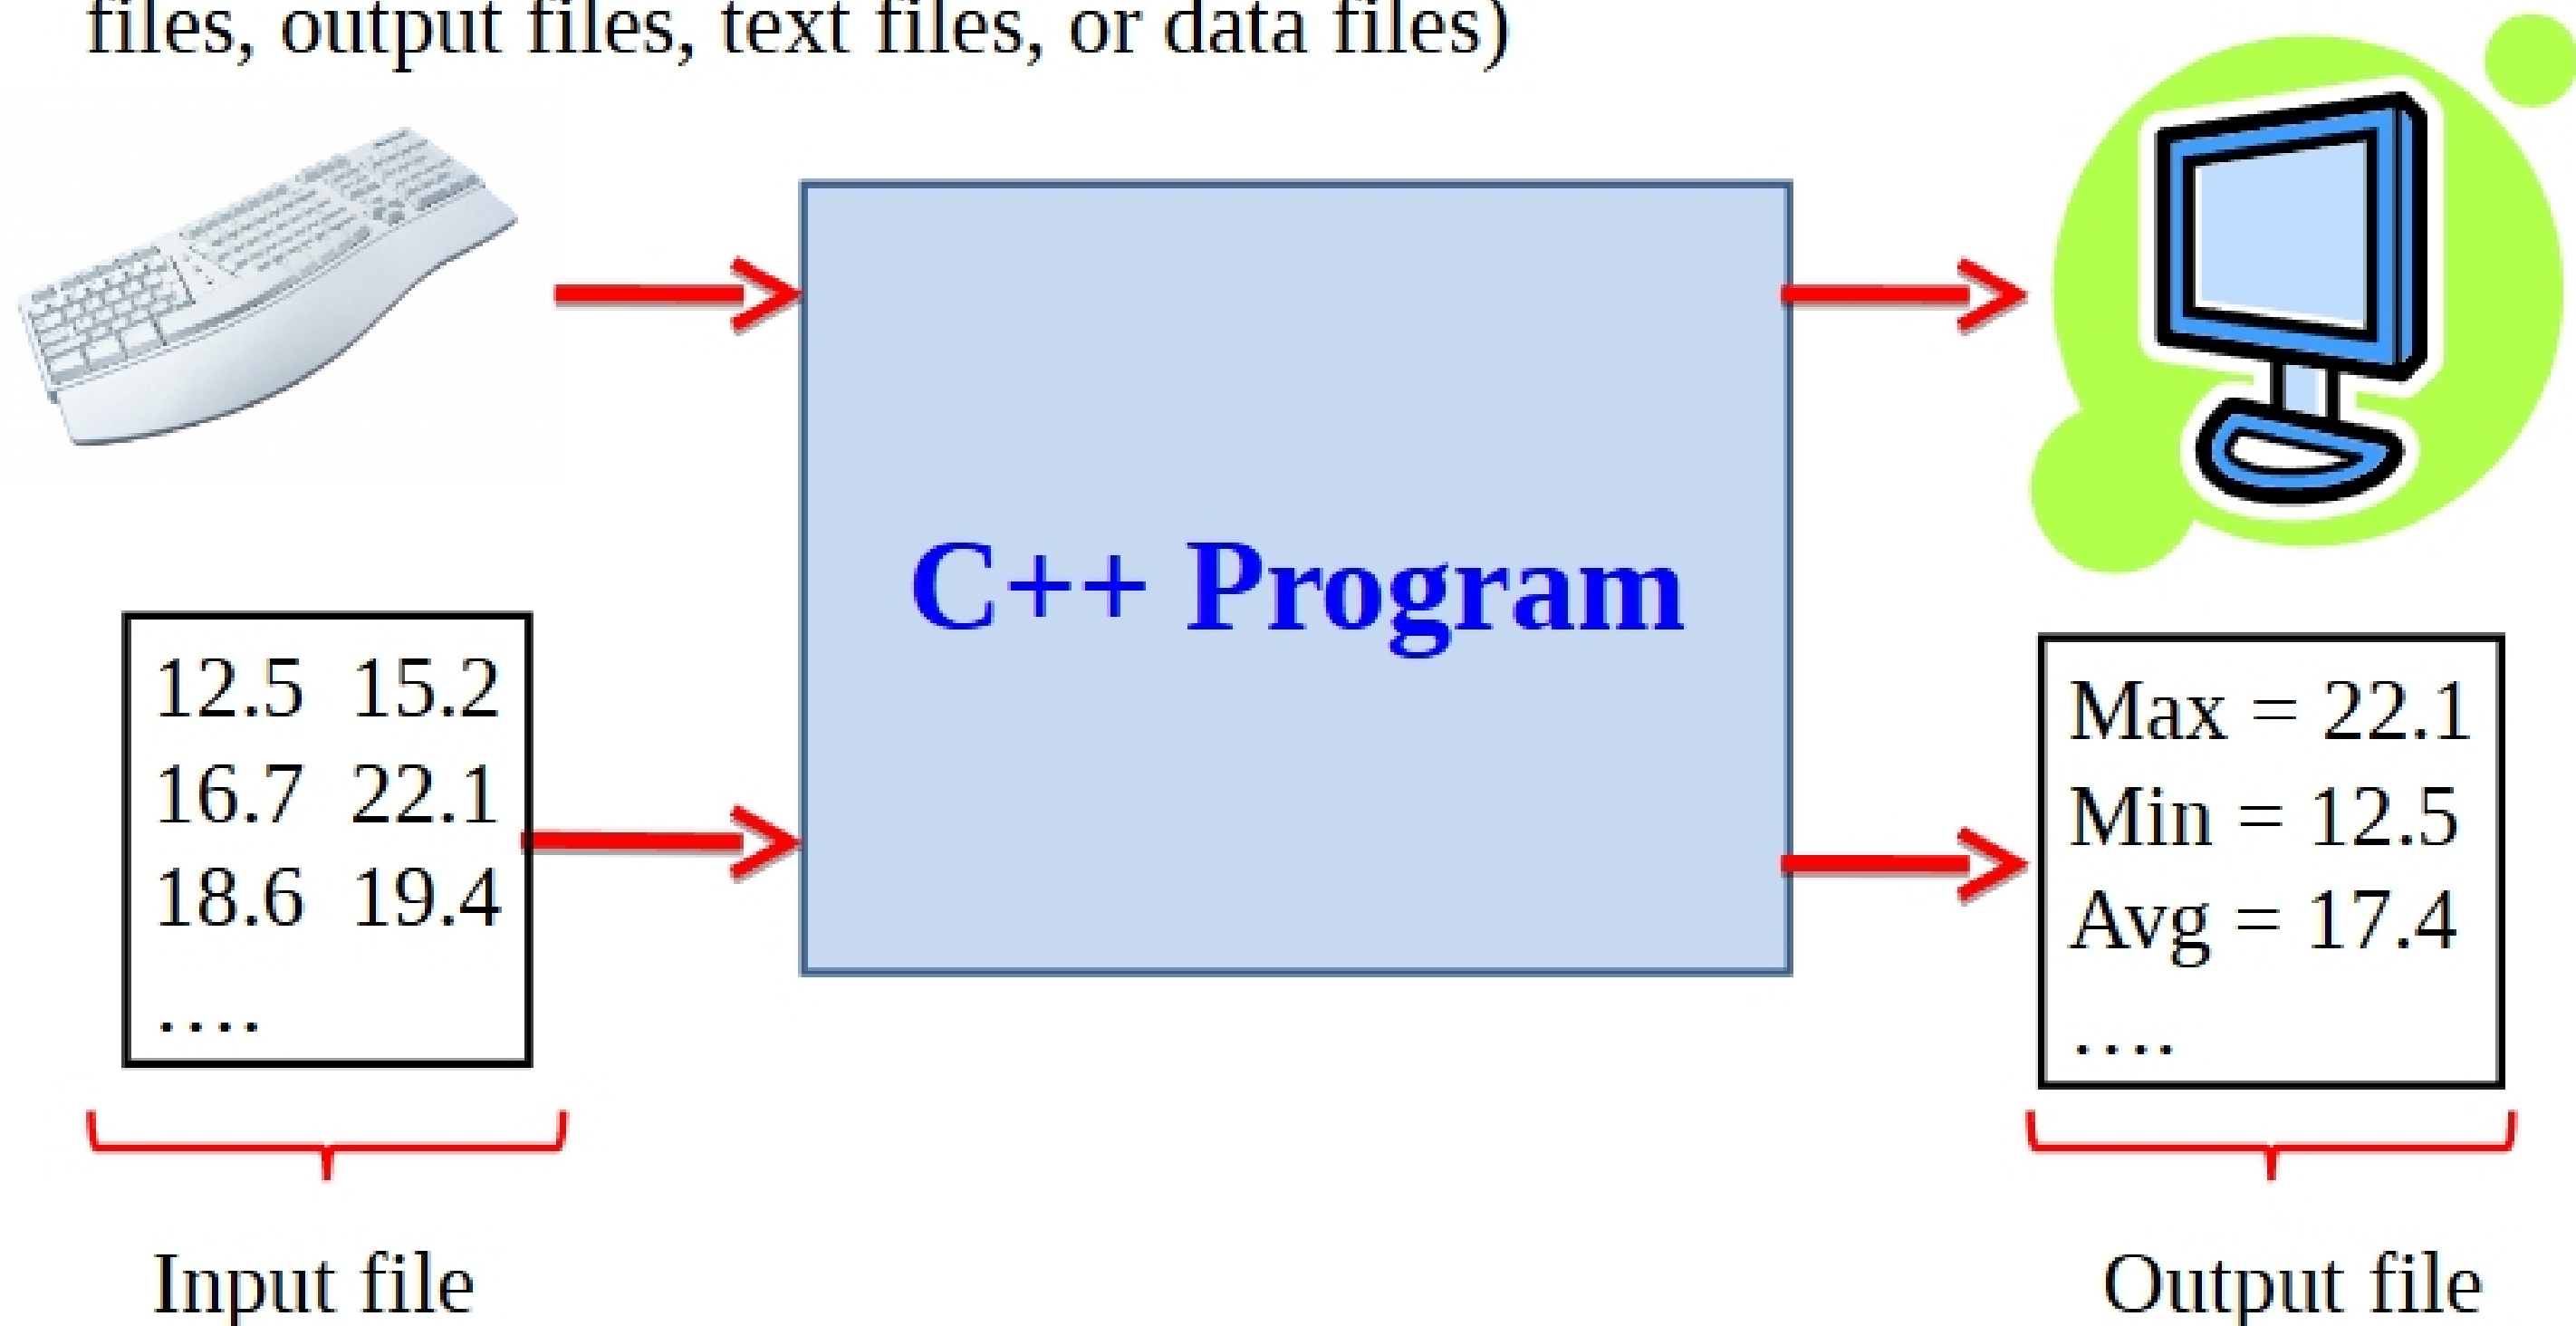 files, output files, text files, or data files)
C++ Program
12.5 15.2
16.7 22.1
18.6 19.4
....
Max = 22.1
Min = 12.5
Avg = 17.4
....
Input file
Output file